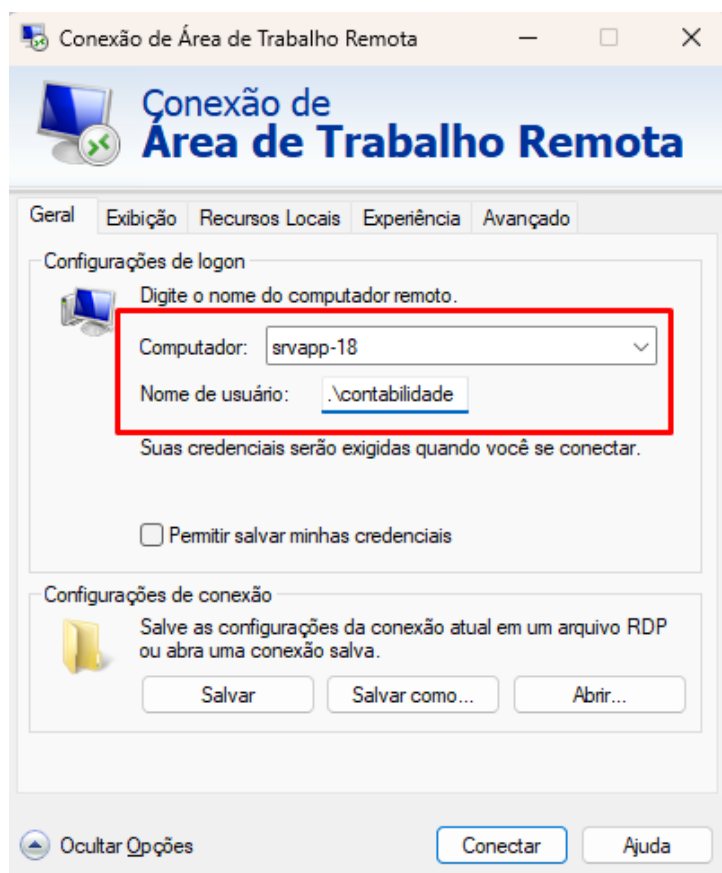 Conexão de Área de Trabalho Remota
Conexão de
Área de Trabalho Remota
Geral Exibição Recursos Locais Experiência Avançado
Configurações de logon
Digite o nome do computador remoto.
Computador: srvapp-18
Nome de usuário: .\contabilidade
Suas credenciais serão exigidas quando você se conectar.
Permitir salvar minhas credenciais
Configurações de conexão
Salve as configurações da conexão atual em um arquivo RDP
ou abra uma conexão salva.
Salvar Salvar como... Abrir...
Ocultar Opções Conectar Ajuda